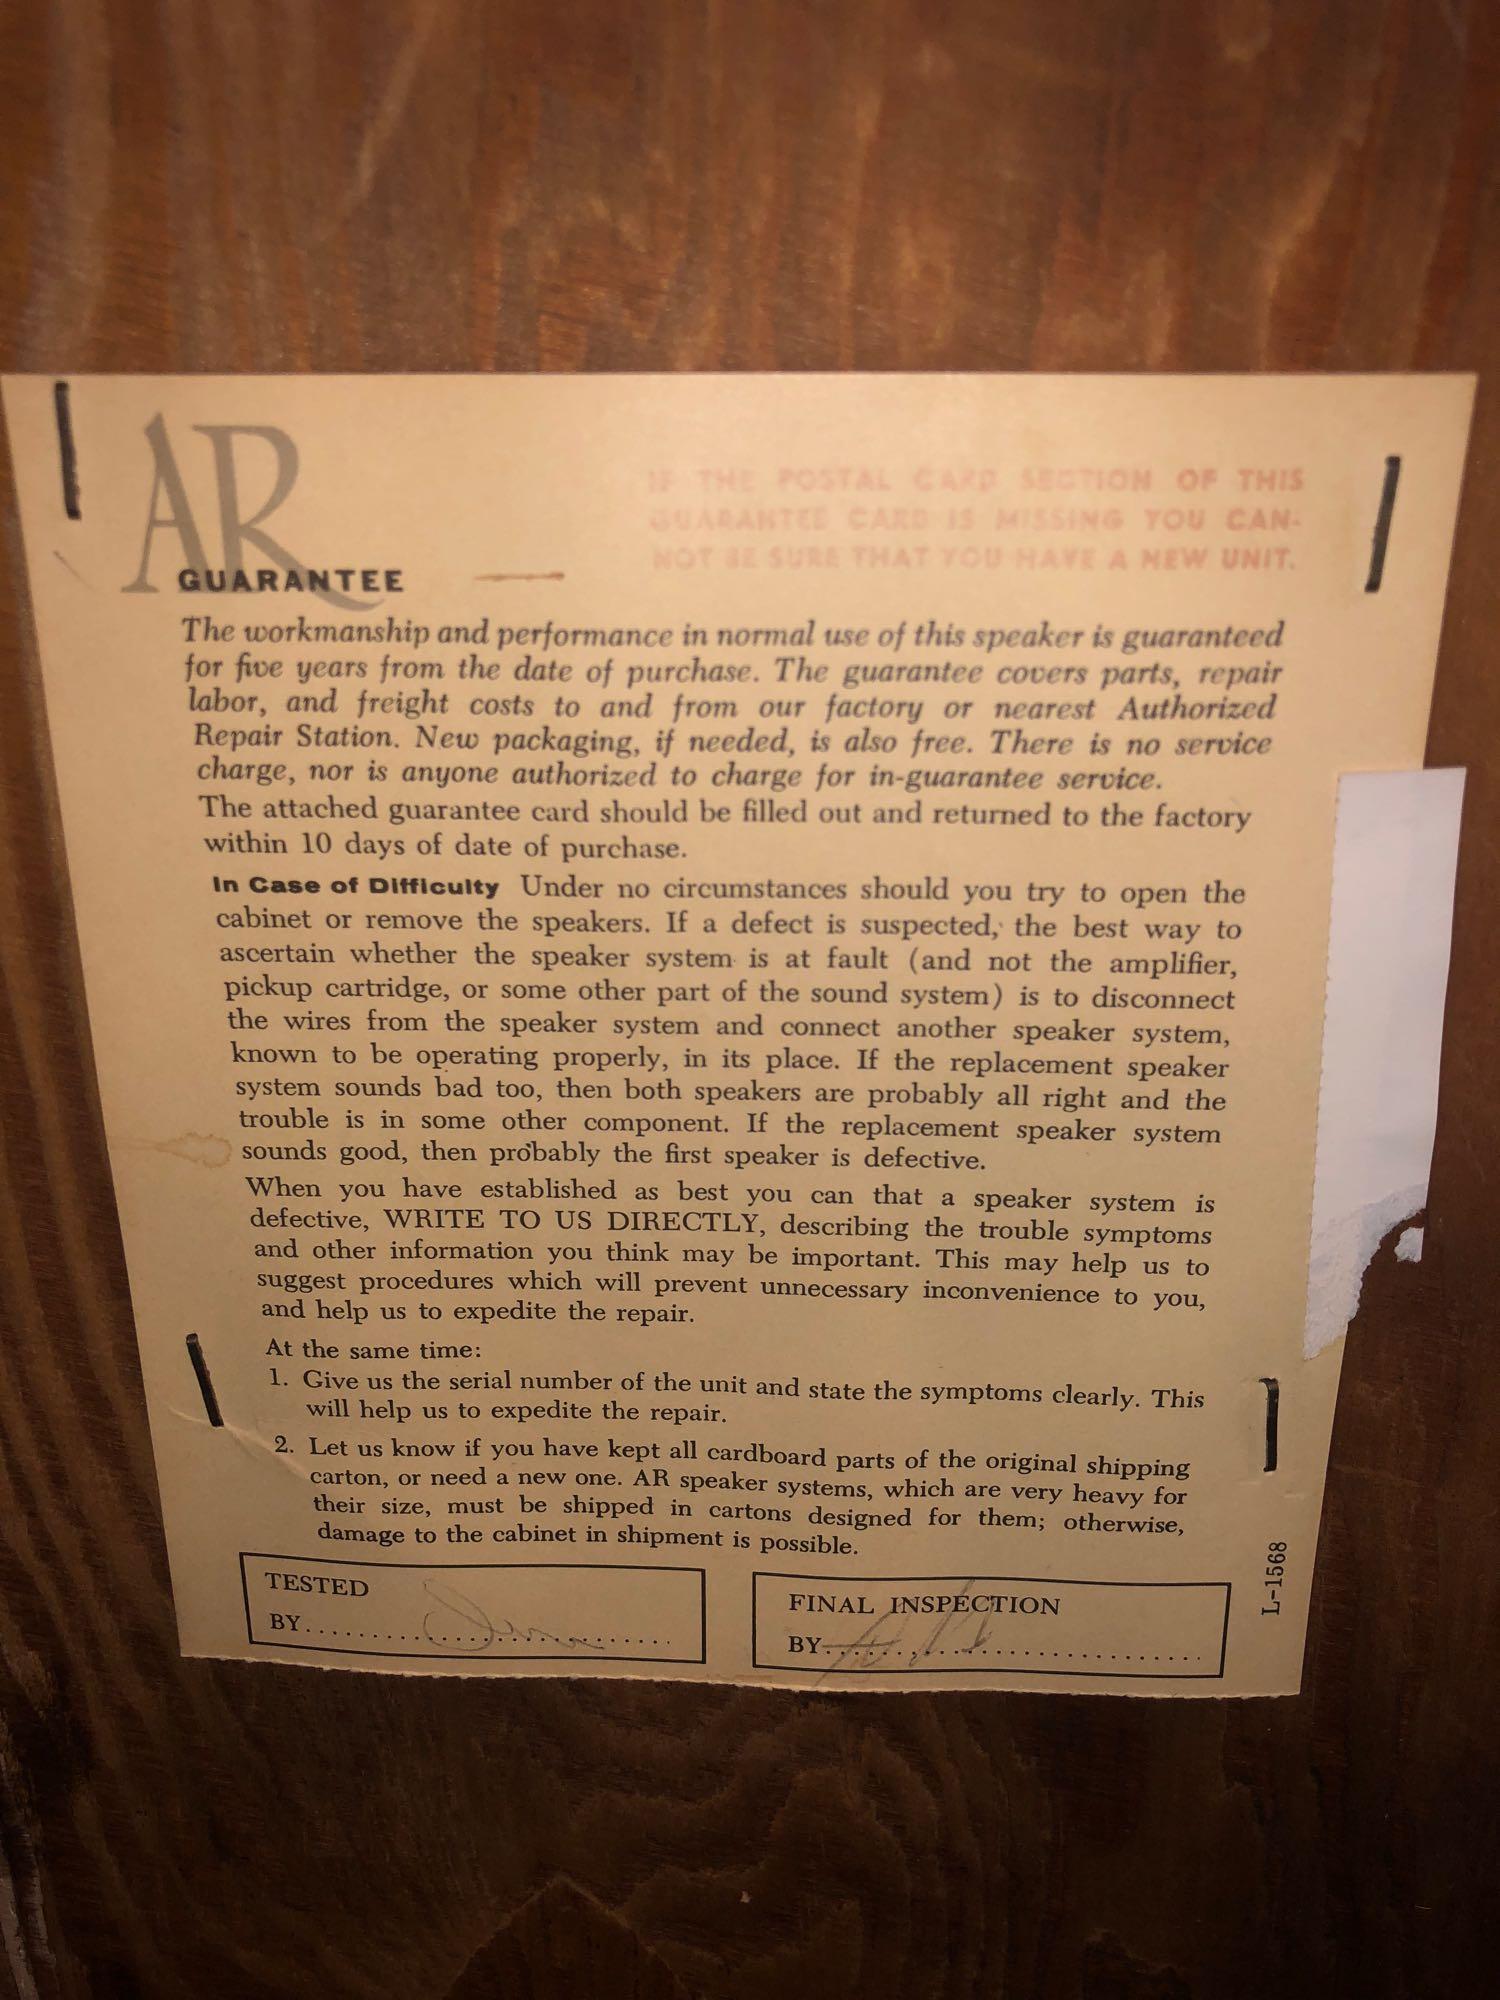 AR
GUARANTEE
IF THE POSTAL CARD SECTION OF THIS
GUARANTEE CARD IS MISSING YOU CAN-
NOT BE SURE THAT YOU HAVE A NEW UNIT.
The workmanship and performance in normal use of this speaker is guaranteed
for five years from the date of purchase. The guarantee covers parts, repair
labor, and freight costs to and from our factory or nearest Authorized
Repair Station. New packaging, if needed, is also free. There is no service
charge, nor is anyone authorized to charge for in-guarantee service.
The attached guarantee card should be filled out and returned to the factory
within 10 days of date of purchase.
In Case of Difficulty Under no circumstances should you try to open the
cabinet or remove the speakers. If a defect is suspected, the best way to
ascertain whether the speaker system is at fault (and not the amplifier,
pickup cartridge, or some other part of the sound system) is to disconnect
the wires from the speaker system and connect another speaker system,
known to be operating properly, in its place. If the replacement speaker
system sounds bad too, then both speakers are probably all right and the
trouble is in some other component. If the replacement speaker system
sounds good, then probably the first speaker is defective.
When you have established as best you can that a speaker system is
defective, WRITE TO US DIRECTLY, describing the trouble symptoms
and other information you think may be important. This may help us to
suggest procedures which will prevent unnecessary inconvenience to you,
and help us to expedite the repair.
At the same time:
1. Give us the serial number of the unit and state the symptoms clearly. This
will help us to expedite the repair.
2. Let us know if you have kept all cardboard parts of the original shipping
carton, or need a new one. AR speaker systems, which are very heavy for
their size, must be shipped in cartons designed for them; otherwise,
damage to the cabinet in shipment is possible.
TESTED
BY
FINAL INSPECTION
BY
L-1568